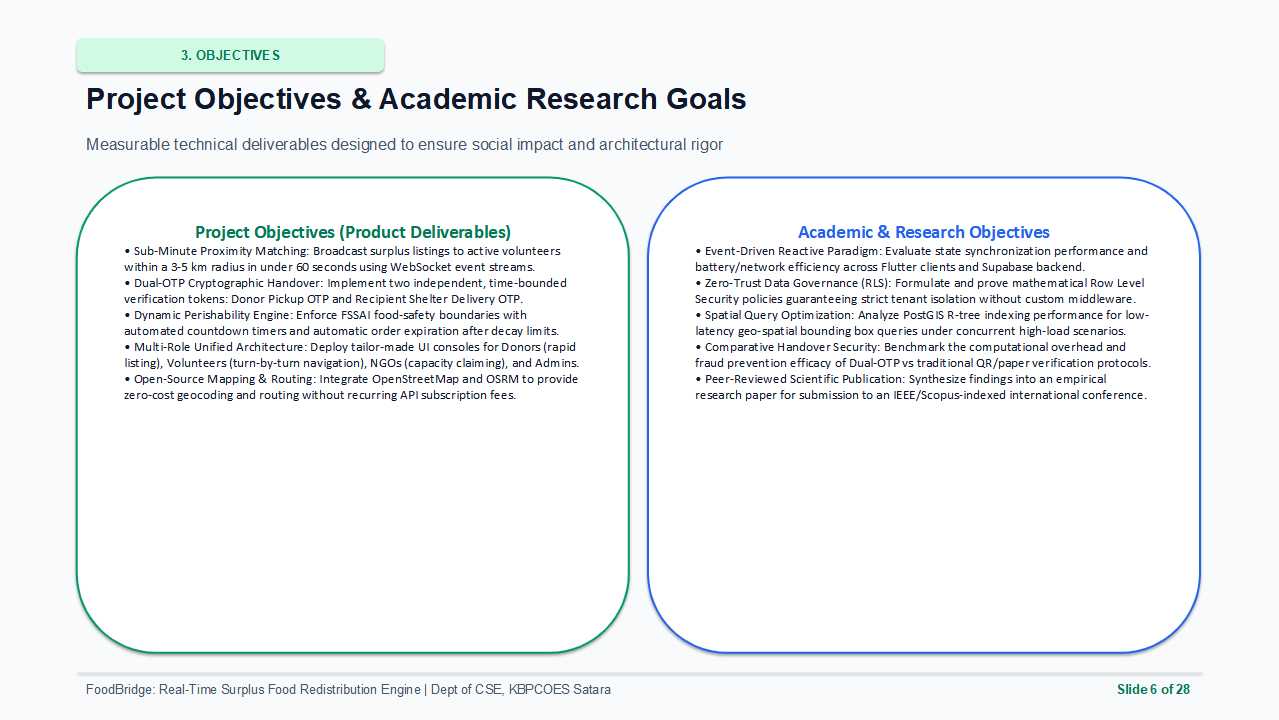 3. OBJECTIVES
Project Objectives & Academic Research Goals
Measurable technical deliverables designed to ensure social impact and architectural rigor
Project Objectives (Product Deliverables)
• Sub-Minute Proximity Matching: Broadcast surplus listings to active volunteers
within a 3-5 km radius in under 60 seconds using WebSocket event streams.
• Dual-OTP Cryptographic Handover: Implement two independent, time-bounded
verification tokens: Donor Pickup OTP and Recipient Shelter Delivery OTP.
• Dynamic Perishability Engine: Enforce FSSAI food-safety boundaries with
automated countdown timers and automatic order expiration after decay limits.
• Multi-Role Unified Architecture: Deploy tailor-made UI consoles for Donors (rapid
listing), Volunteers (turn-by-turn navigation), NGOs (capacity claiming), and Admins.
• Open-Source Mapping & Routing: Integrate OpenStreetMap and OSRM to provide
zero-cost geocoding and routing without recurring API subscription fees.
Academic & Research Objectives
• Event-Driven Reactive Paradigm: Evaluate state synchronization performance and
battery/network efficiency across Flutter clients and Supabase backend.
• Zero-Trust Data Governance (RLS): Formulate and prove mathematical Row Level
Security policies guaranteeing strict tenant isolation without custom middleware.
• Spatial Query Optimization: Analyze PostGIS R-tree indexing performance for low-
latency geo-spatial bounding box queries under concurrent high-load scenarios.
• Comparative Handover Security: Benchmark the computational overhead and
fraud prevention efficacy of Dual-OTP vs traditional QR/paper verification protocols.
• Peer-Reviewed Scientific Publication: Synthesize findings into an empirical
research paper for submission to an IEEE/Scopus-indexed international conference.
FoodBridge: Real-Time Surplus Food Redistribution Engine | Dept of CSE, KBPCOES Satara
Slide 6 of 28